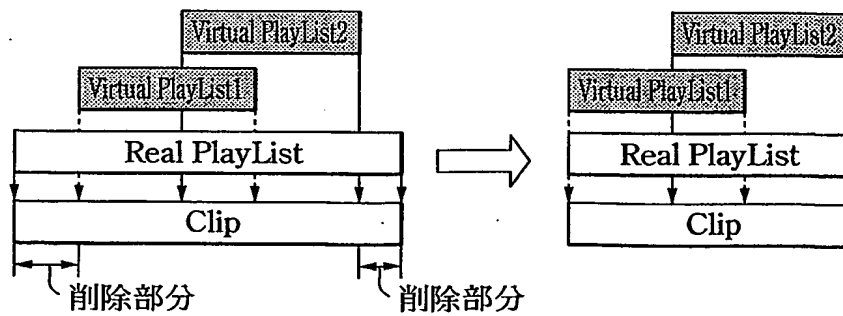 Virtual PlayList2
Virtual PlayList1
Real PlayList
Clip
削除部分
削除部分
Virtual PlayList2
Virtual PlayList1
Real PlayList
Clip